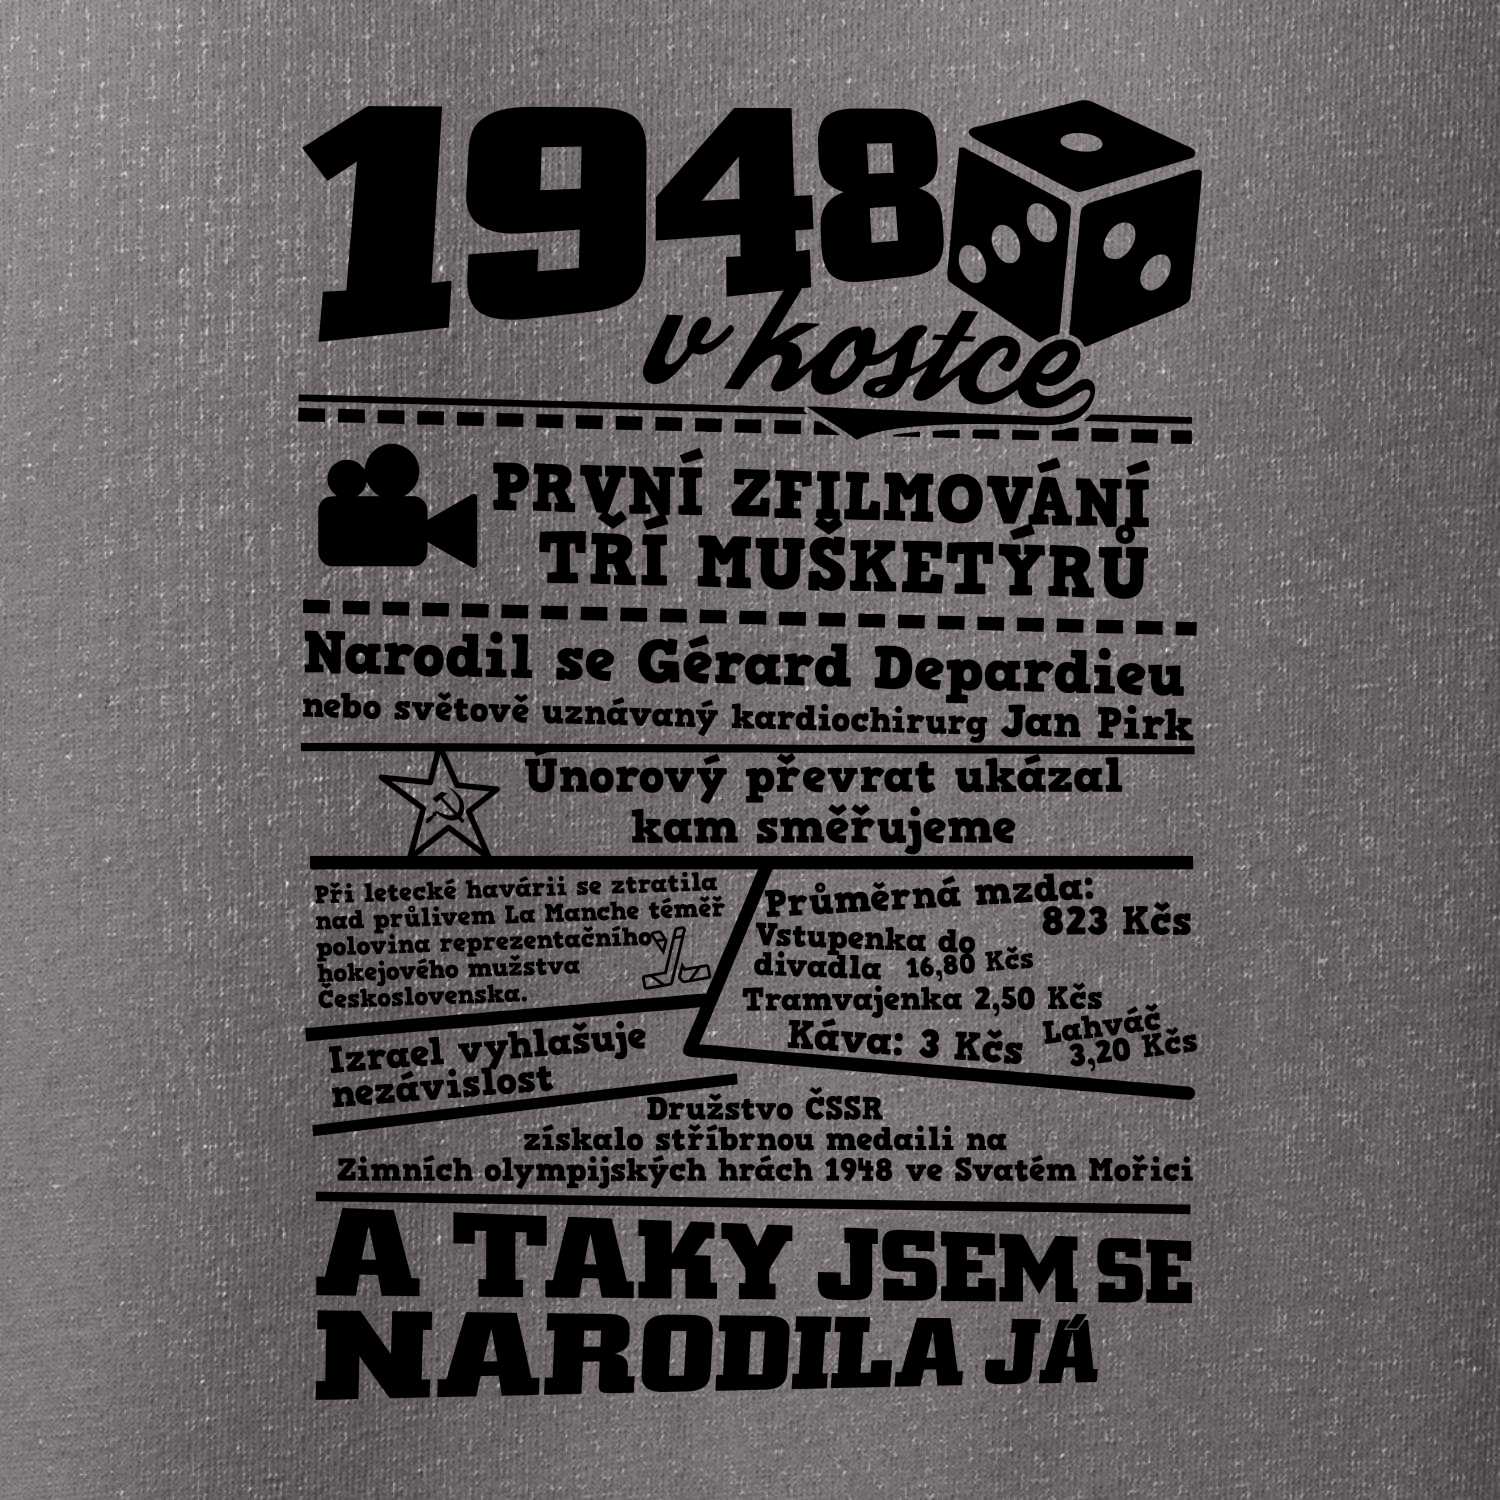 1948
v kostce
PRVNÍ ZFILMOVÁNÍ
TŘÍ MUŠKETÝRŮ
Narodil se Gérard Depardieu
nebo světově uznávaný kardiochirurg Jan Pirk
Únorový převrat ukázal
kam směřujeme
Při letecké havárii se ztratila
nad průlivem La Manche téměř
polovina reprezentačního
hokejového mužstva
Československa.
Izrael vyhlašuje
nezávislost
Průměrná mzda:
823 Kčs
Vstupenka do
divadla 16,80 Kčs
Tramvajenka 2,50 Kčs
Káva: 3 Kčs
Lahváč
3,20 Kčs
Družstvo ČSSR
získalo stříbrnou medaili na
Zimních olympijských hrách 1948 ve Svatém Mořici
A TAKY JSEM SE
NARODILA JÁ